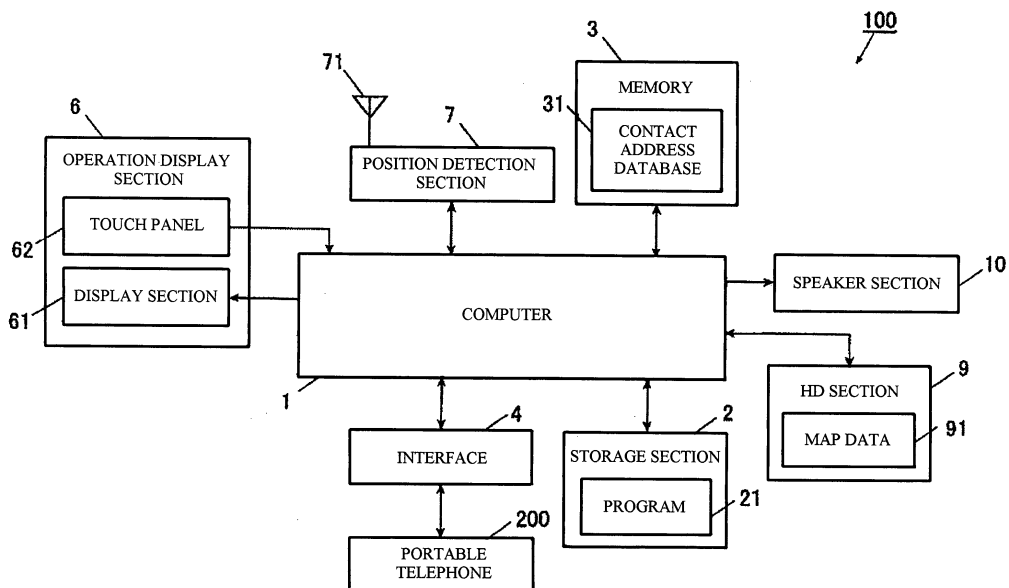 100
3
MEMORY
31
CONTACT
ADDRESS
DATABASE
71
7
POSITION DETECTION
SECTION
6
OPERATION DISPLAY
SECTION
TOUCH PANEL
62
DISPLAY SECTION
61
COMPUTER
1
SPEAKER SECTION
10
9
HD SECTION
MAP DATA
91
4
INTERFACE
2
STORAGE SECTION
PROGRAM
21
200
PORTABLE
TELEPHONE